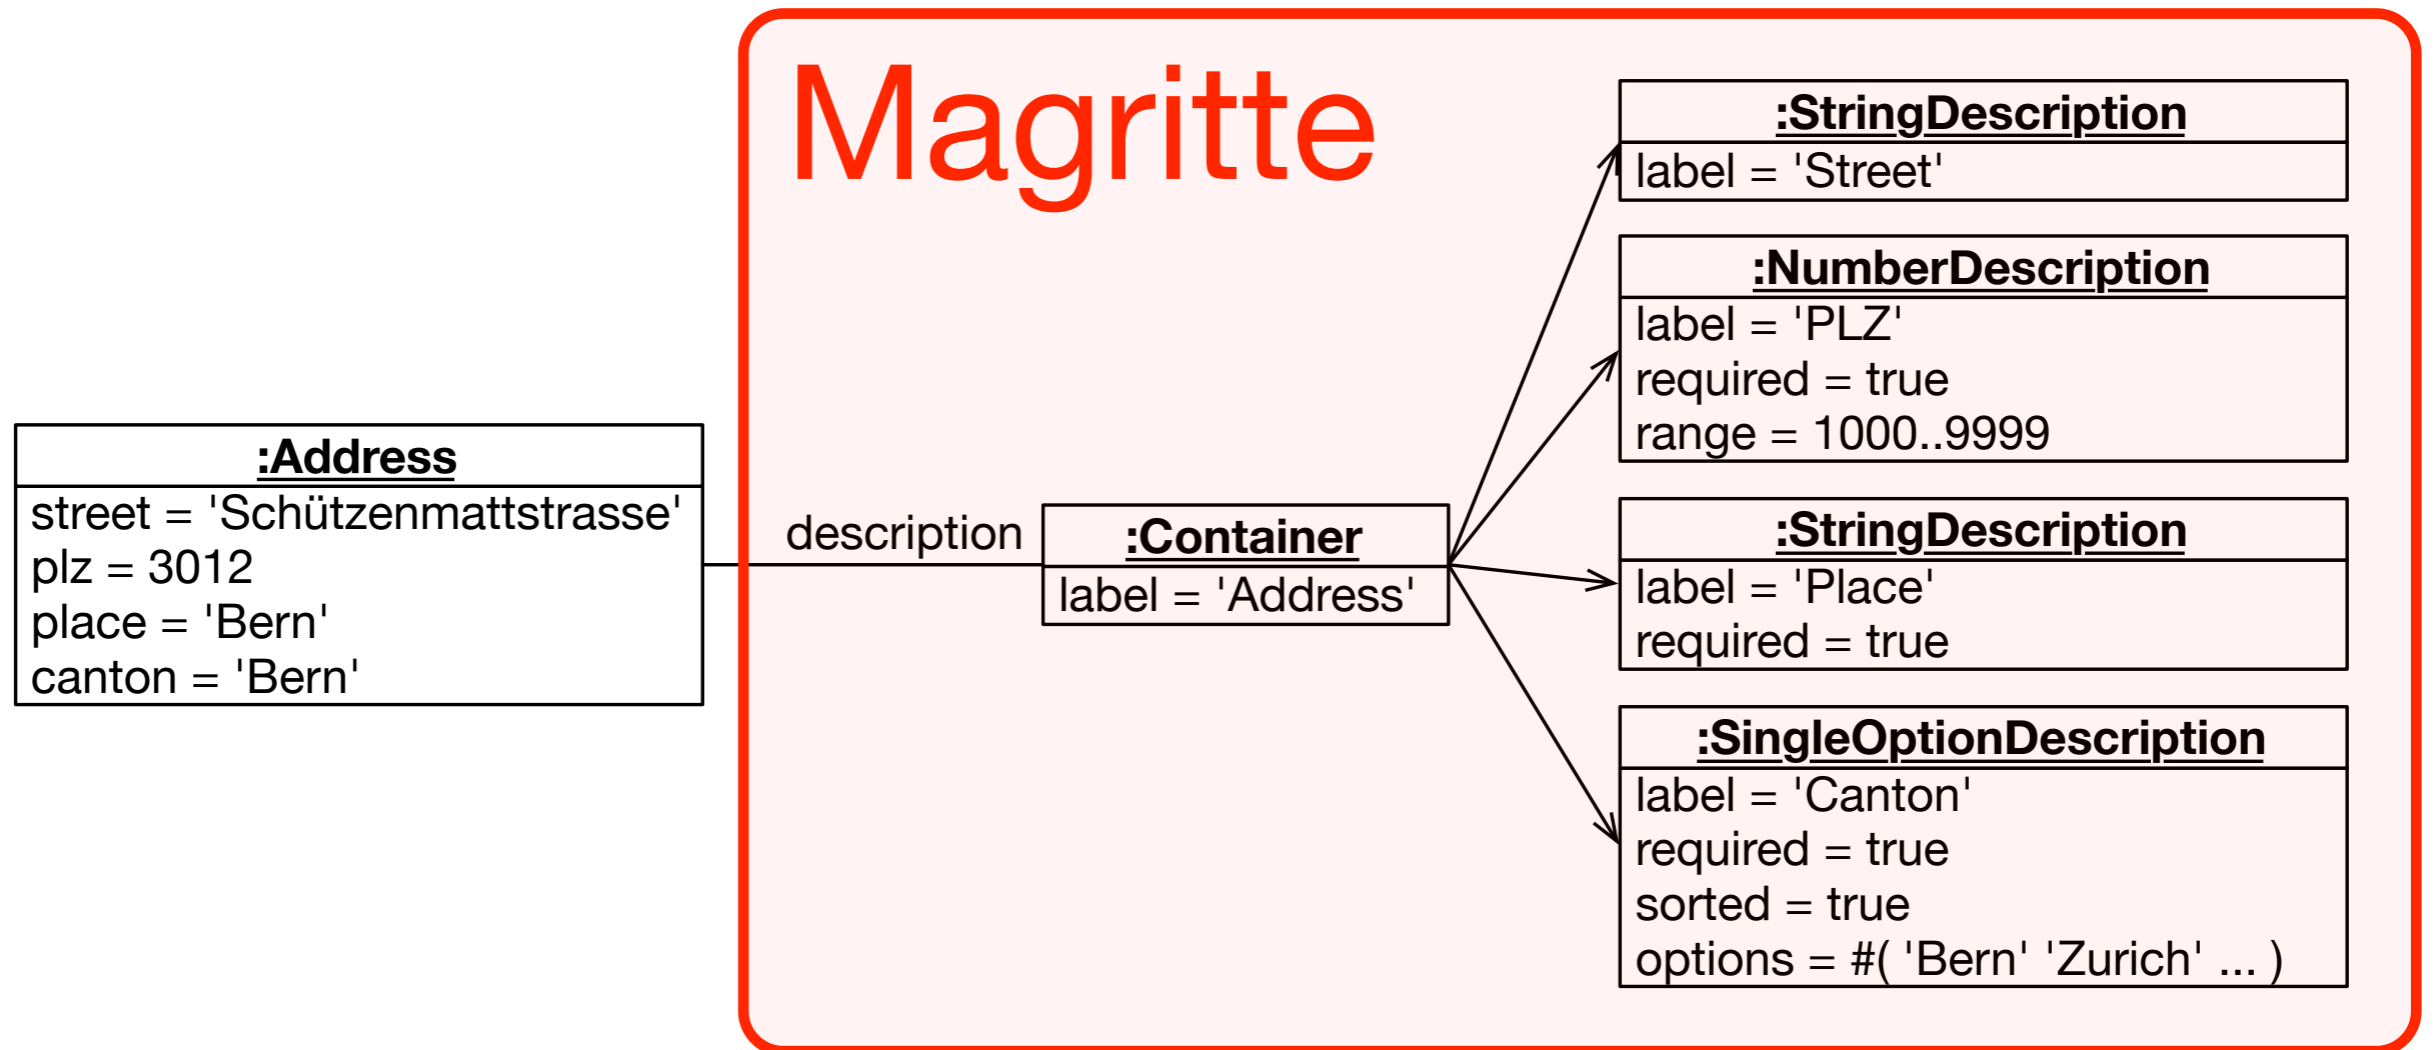 Magritte
:Address
street = 'Schützenmattstrasse'
plz = 3012
place = 'Bern'
canton = 'Bern'
description
:Container
label = 'Address'
:StringDescription
label = 'Street'
:NumberDescription
label = 'PLZ'
required = true
range = 1000..9999
:StringDescription
label = 'Place'
required = true
:SingleOptionDescription
label = 'Canton'
required = true
sorted = true
options = #( 'Bern' 'Zurich' ... )